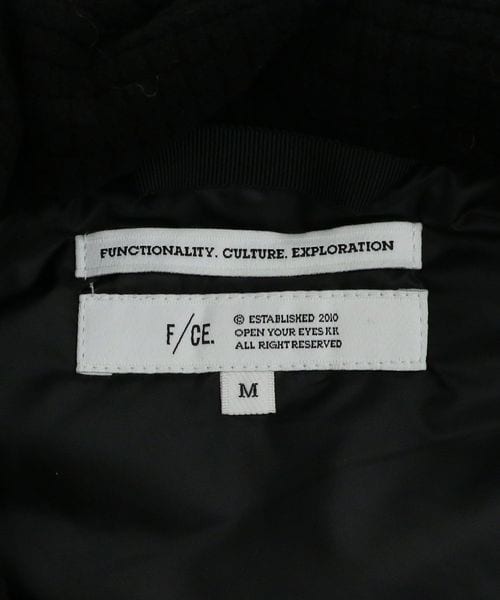 FUNCTIONALITY. CULTURE. EXPLORATION
F/CE.
® ESTABLISHED 2010
OPEN YOUR EYES KK
ALL RIGHT RESERVED
M